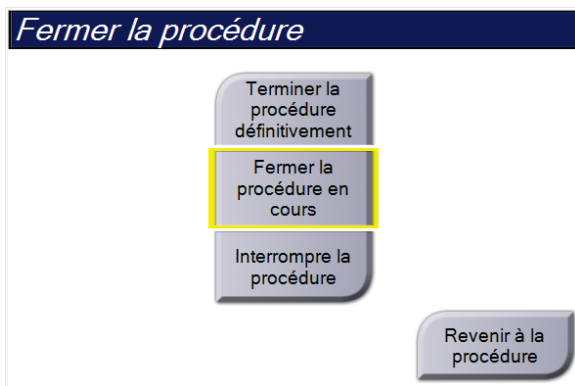 Fermer la procédure
Terminer la
procédure
définitivement
Fermer la
procédure en
cours
Interrompre la
procédure
Revenir à la
procédure